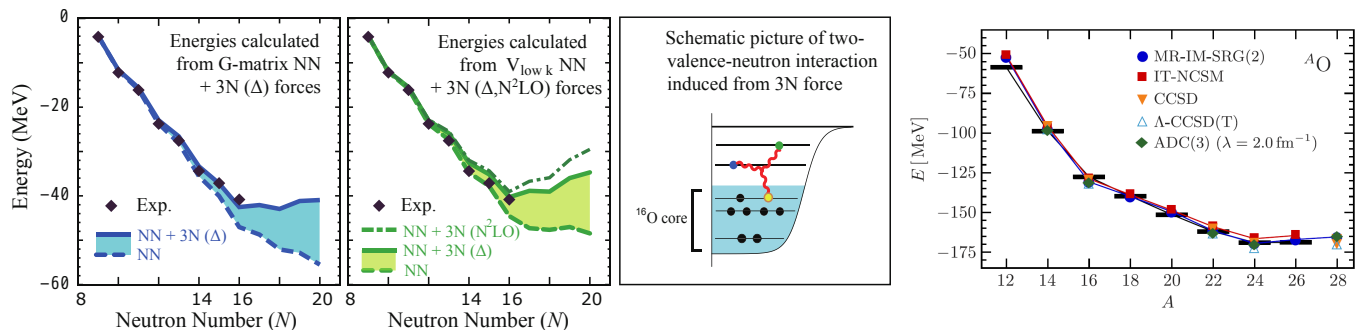 0
−20
−40
−60
Energy (MeV)
Energies calculated
from G-matrix NN
+ 3N (Δ) forces
Exp.
NN + 3N (Δ)
NN
8
14
16
20
Neutron Number (N)
Energies calculated
from V low k NN
+ 3N (Δ,N²LO) forces
Exp.
NN + 3N (N²LO)
NN + 3N (Δ)
NN
8
14
16
20
Neutron Number (N)
Schematic picture of two-
valence-neutron interaction
induced from 3N force
¹⁶O core
−50
−75
−100
−125
−150
−175
E [MeV]
MR-IM-SRG(2)
IT-NCSM
CCSD
Λ-CCSD(T)
ADC(3) (λ = 2.0 fm⁻¹)
ᴬO
12 14 16 18 20 22 24 26 28
A